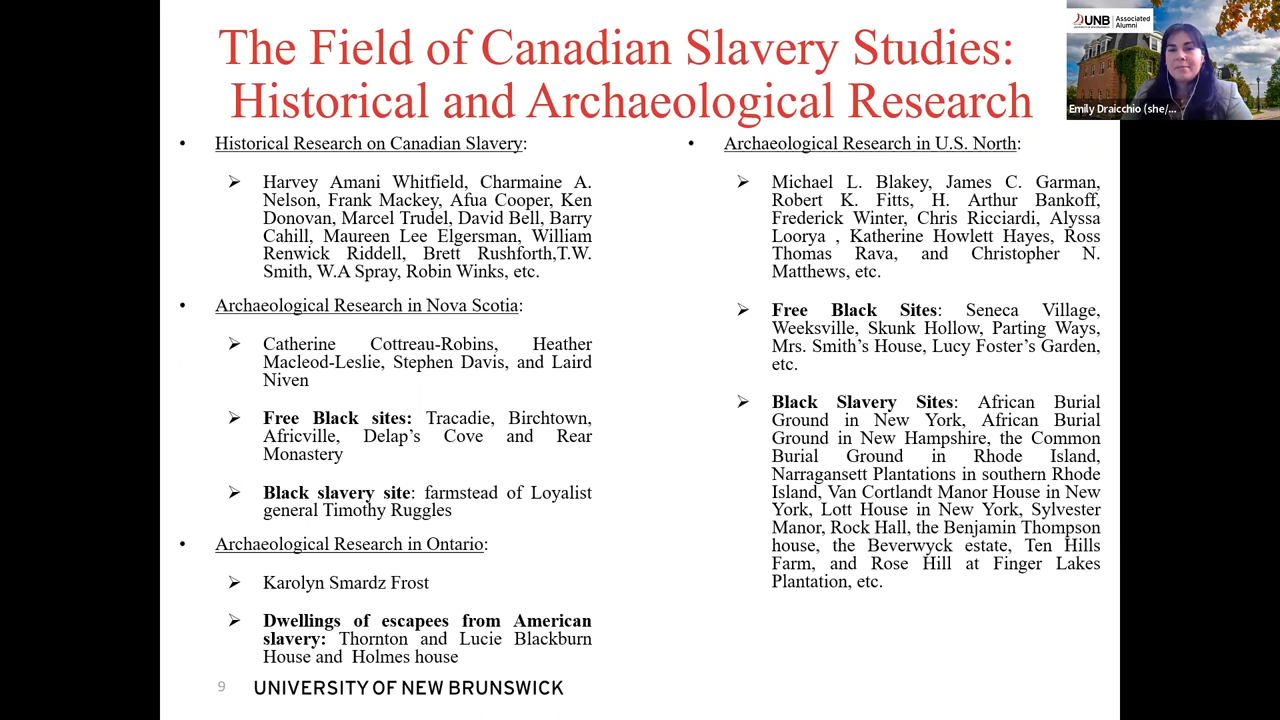 The Field of Canadian Slavery Studies:
Historical and Archaeological Research
• Historical Research on Canadian Slavery:
➢ Harvey Amani Whitfield, Charmaine A.
Nelson, Frank Mackey, Afua Cooper, Ken
Donovan, Marcel Trudel, David Bell, Barry
Cahill, Maureen Lee Elgersman, William
Renwick Riddell, Brett Rushforth,T.W.
Smith, W.A Spray, Robin Winks, etc.
• Archaeological Research in Nova Scotia:
➢ Catherine Cottreau-Robins, Heather
Macleod-Leslie, Stephen Davis, and Laird
Niven
➢ Free Black sites: Tracadie, Birchtown,
Africville, Delap’s Cove and Rear
Monastery
➢ Black slavery site: farmstead of Loyalist
general Timothy Ruggles
• Archaeological Research in Ontario:
➢ Karolyn Smardz Frost
➢ Dwellings of escapees from American
slavery: Thornton and Lucie Blackburn
House and Holmes house
• Archaeological Research in U.S. North:
➢ Michael L. Blakey, James C. Garman,
Robert K. Fitts, H. Arthur Bankoff,
Frederick Winter, Chris Ricciardi, Alyssa
Loorya , Katherine Howlett Hayes, Ross
Thomas Rava, and Christopher N.
Matthews, etc.
➢ Free Black Sites: Seneca Village,
Weeksville, Skunk Hollow, Parting Ways,
Mrs. Smith’s House, Lucy Foster’s Garden,
etc.
➢ Black Slavery Sites: African Burial
Ground in New York, African Burial
Ground in New Hampshire, the Common
Burial Ground in Rhode Island,
Narragansett Plantations in southern Rhode
Island, Van Cortlandt Manor House in New
York, Lott House in New York, Sylvester
Manor, Rock Hall, the Benjamin Thompson
house, the Beverwyck estate, Ten Hills
Farm, and Rose Hill at Finger Lakes
Plantation, etc.
9 UNIVERSITY OF NEW BRUNSWICK
UNB Associated
Alumni
Emily Draicchio (she/...